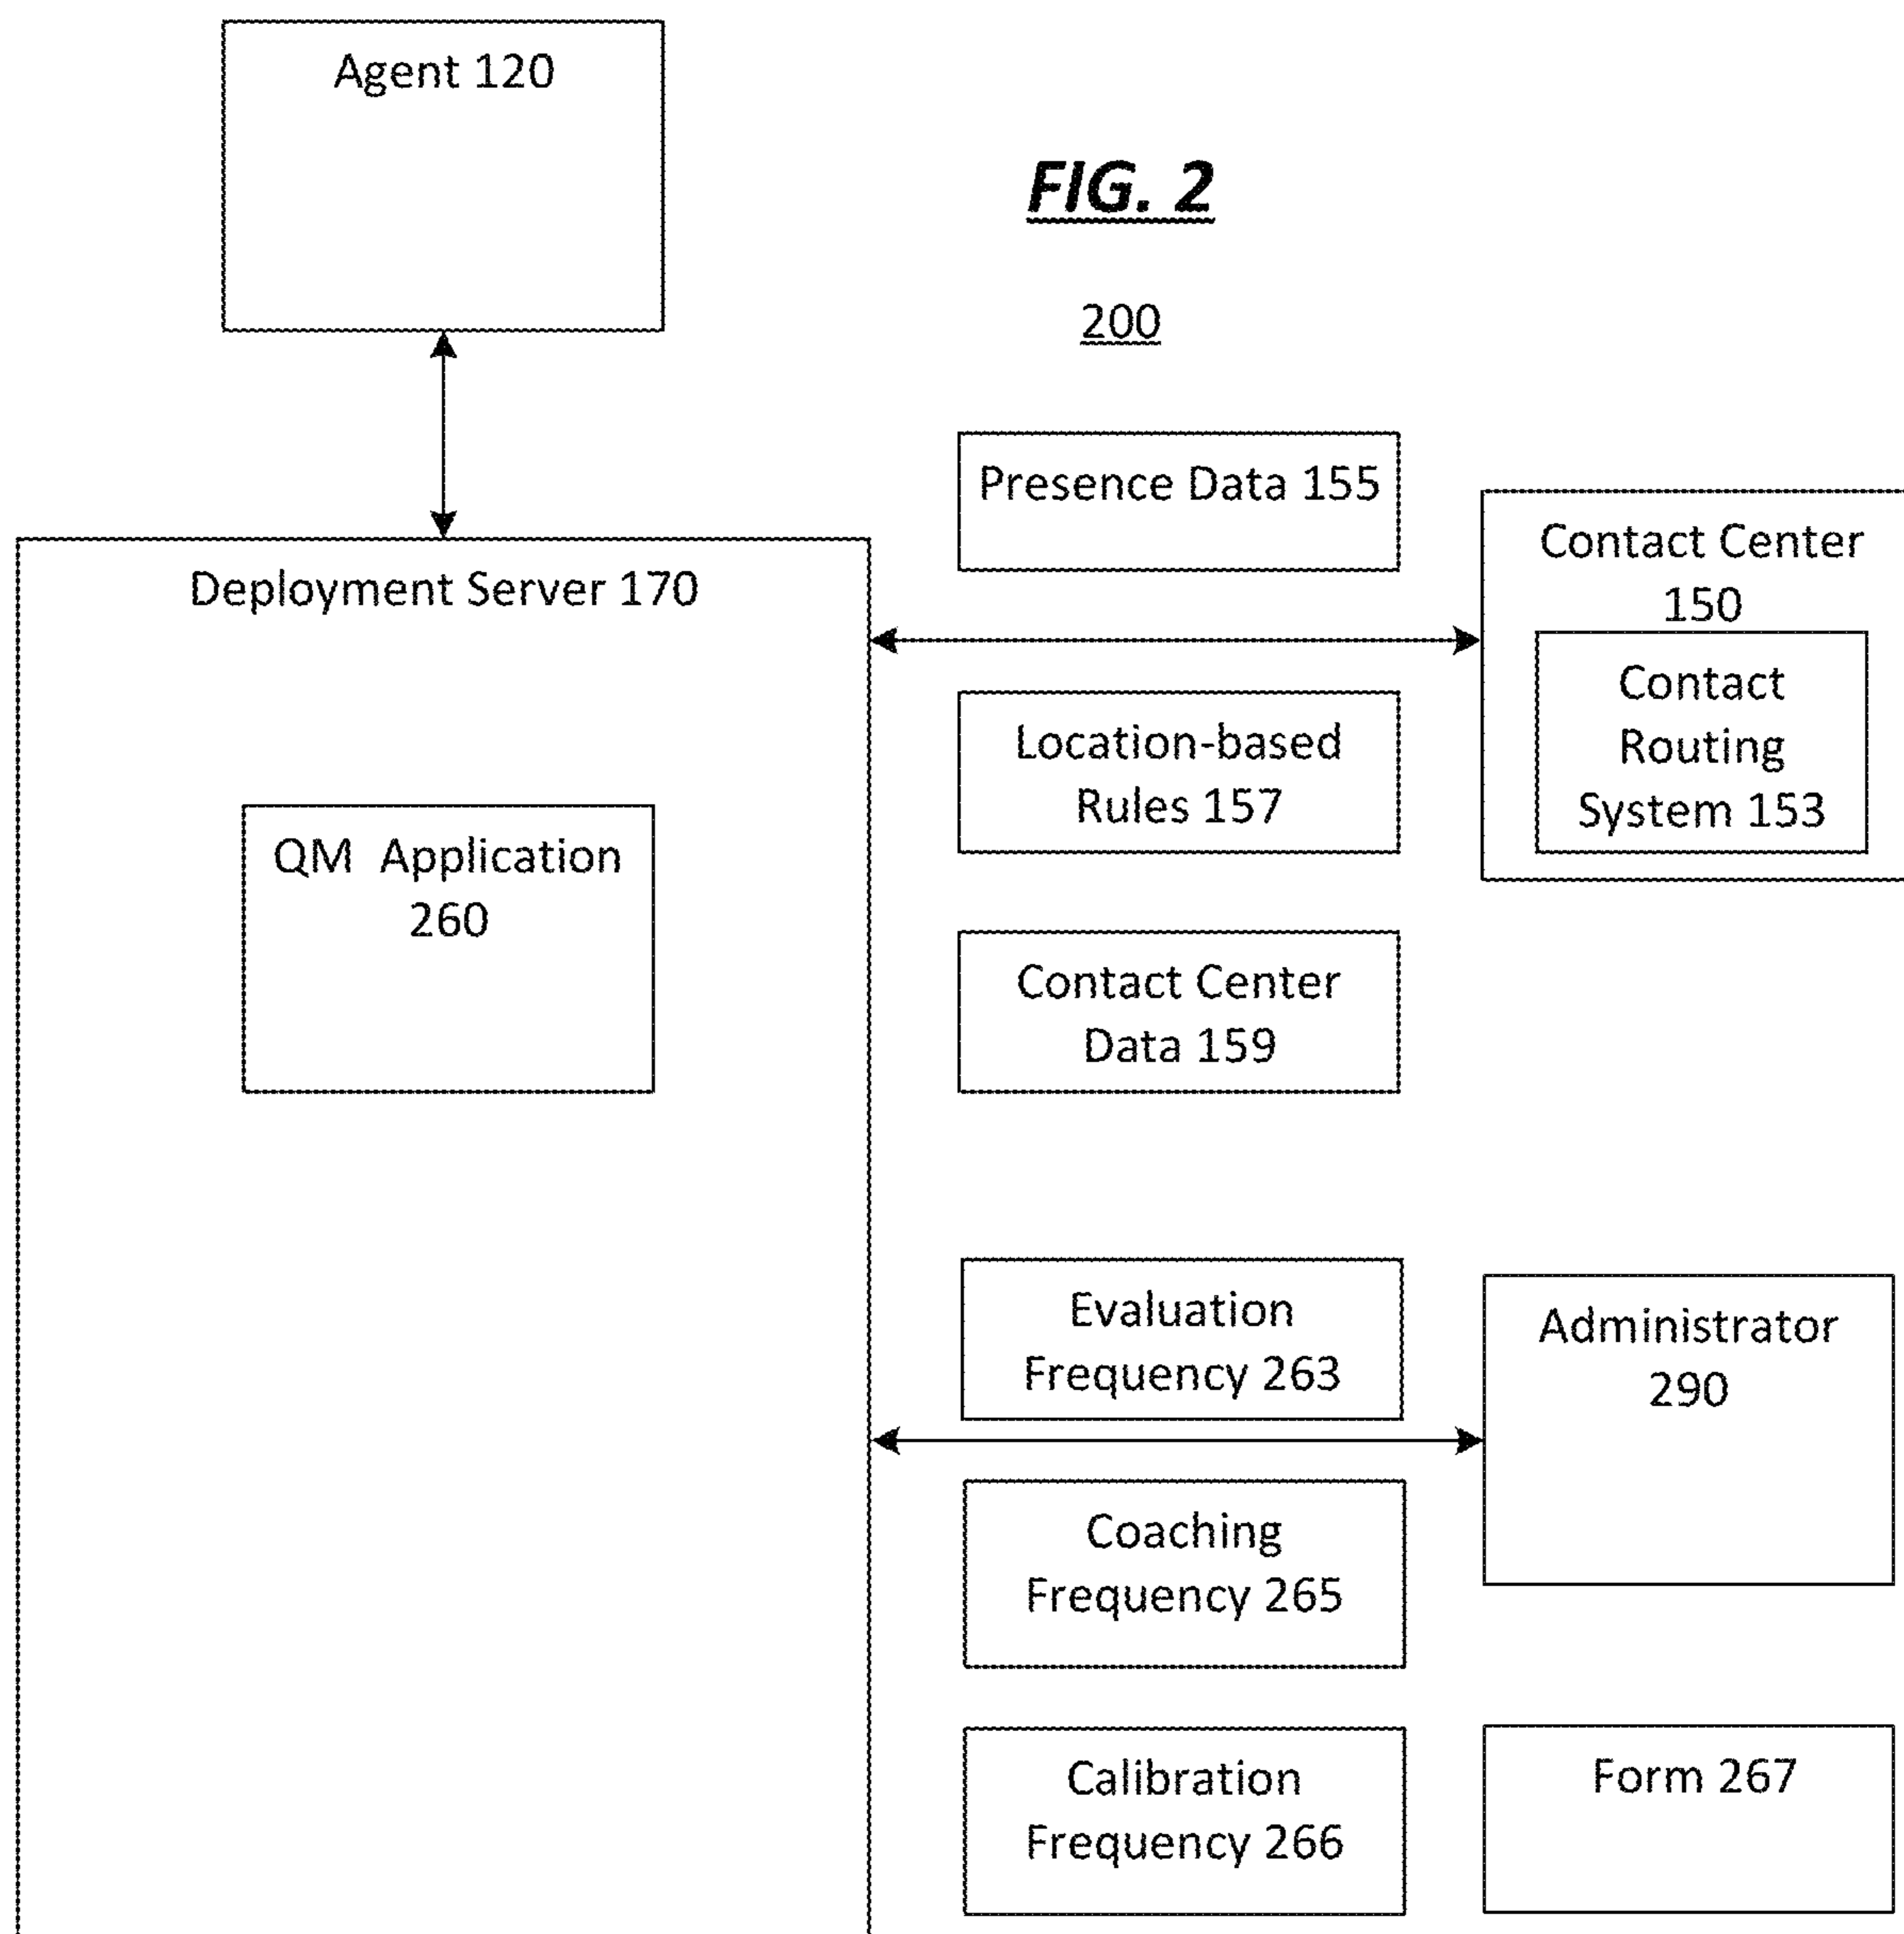 Agent 120
FIG. 2
200
Presence Data 155
Contact Center
150
Deployment Server 170
Contact
Routing
System 153
Location-based
Rules 157
QM Application
260
Contact Center
Data 159
Evaluation
Frequency 263
Administrator
290
Coaching
Frequency 265
Calibration
Frequency 266
Form 267